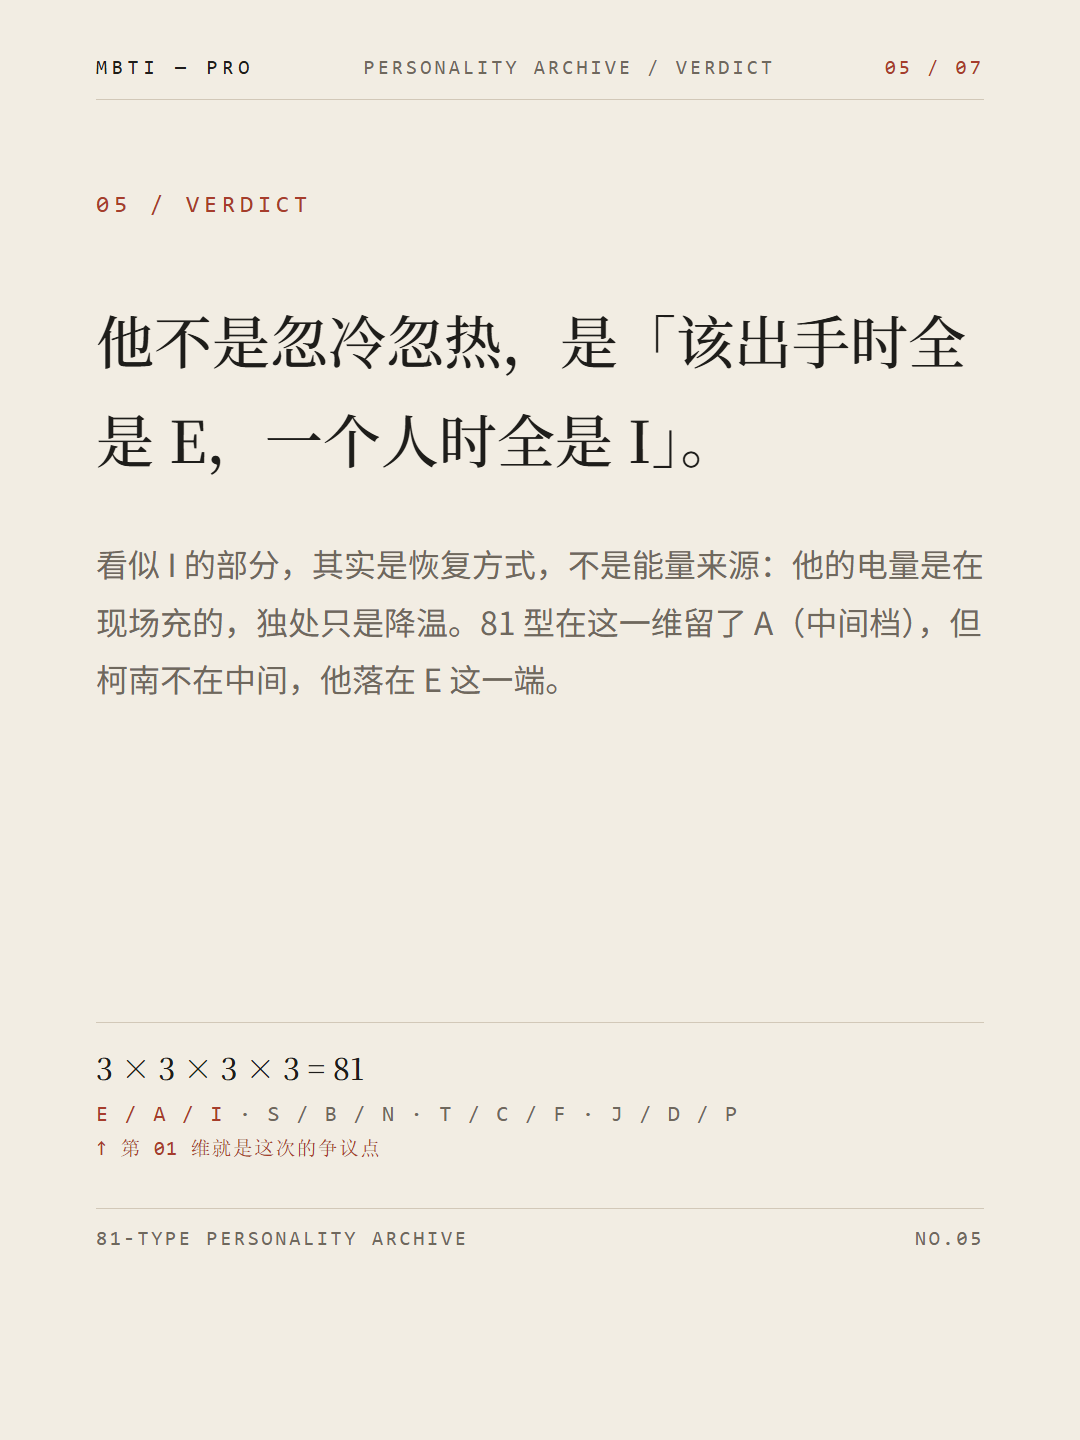 MBTI — PRO
PERSONALITY ARCHIVE / VERDICT
05 / 07
05 / VERDICT
他不是忽冷忽热，是「该出手时全
是 E，一个人时全是 I」。
看似 I 的部分，其实是恢复方式，不是能量来源：他的电量是在
现场充的，独处只是降温。81 型在这一维留了 A（中间档），但
柯南不在中间，他落在 E 这一端。
3 × 3 × 3 × 3 = 81
E / A / I · S / B / N · T / C / F · J / D / P
↑ 第 01 维就是这次的争议点
81-TYPE PERSONALITY ARCHIVE
NO.05